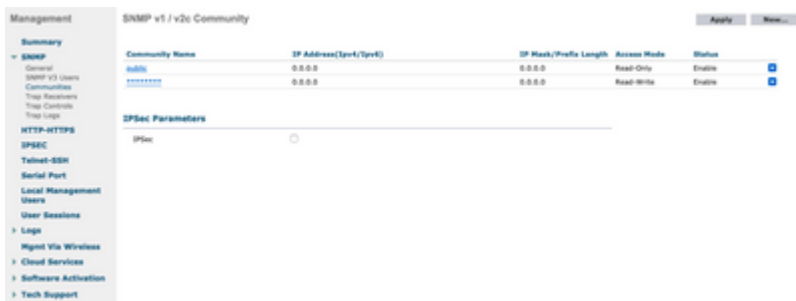 Management
SNMP v1 / v2c Community
Apply
New...
Summary
SNMP
General
SNMP V3 Users
Communities
Trap Receivers
Trap Controls
Trap Logs
HTTP-HTTPS
IPSEC
Telnet-SSH
Serial Port
Local Management
Users
User Sessions
Logs
Mgmt Via Wireless
Cloud Services
Software Activation
Tech Support
Community Name IP Address(Ipv4/Ipv6) IP Mask/Prefix Length Access Mode Status
public 0.0.0.0 0.0.0.0 Read-Only Enable
******** 0.0.0.0 0.0.0.0 Read-Write Enable
IPSec Parameters
IPSec